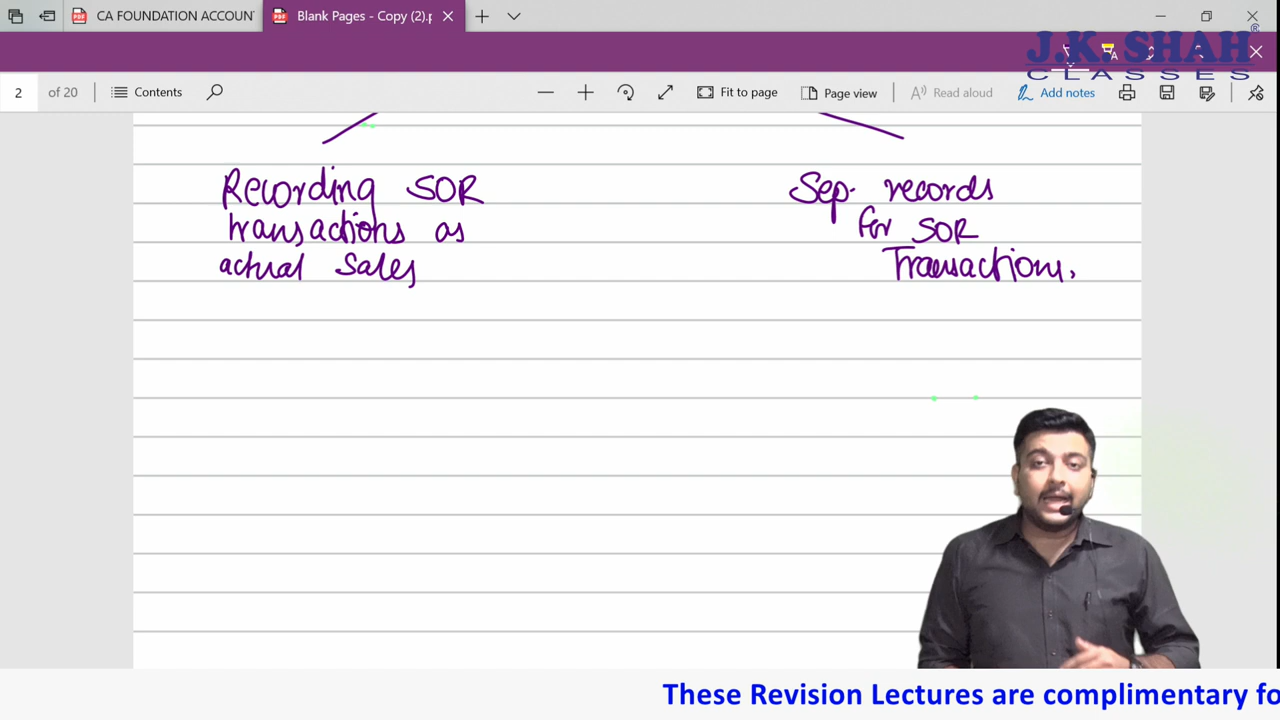 CA FOUNDATION ACCOUNT
Blank Pages - Copy (2).p
J.K. SHAH®
CLASSES
2 of 20
Contents
Fit to page
Page view
Read aloud
Add notes
Recording SOR
transactions as
actual Sales
Sep. records
for SOR
Transactions.
These Revision Lectures are complimentary fo